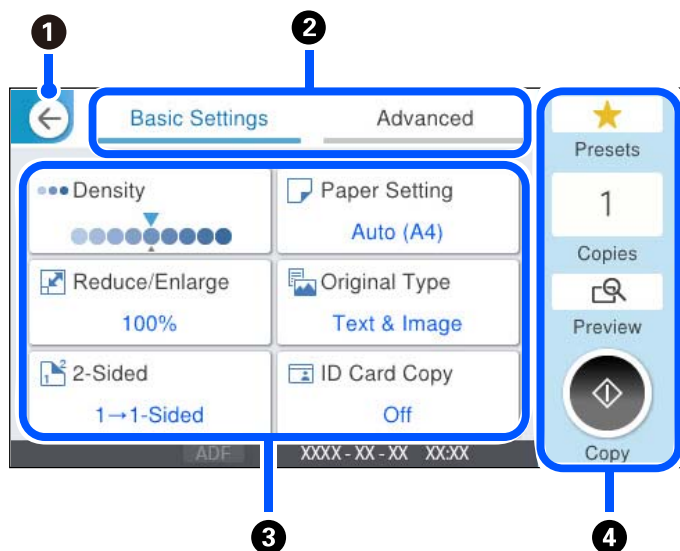 1
2
Basic Settings
Advanced
Presets
Density
Paper Setting
Auto (A4)
1
Copies
Reduce/Enlarge
100%
Original Type
Text & Image
Preview
1 2
2-Sided
1→1-Sided
ID Card Copy
Off
Copy
ADF
XXXX - XX - XX XX:XX
3
4